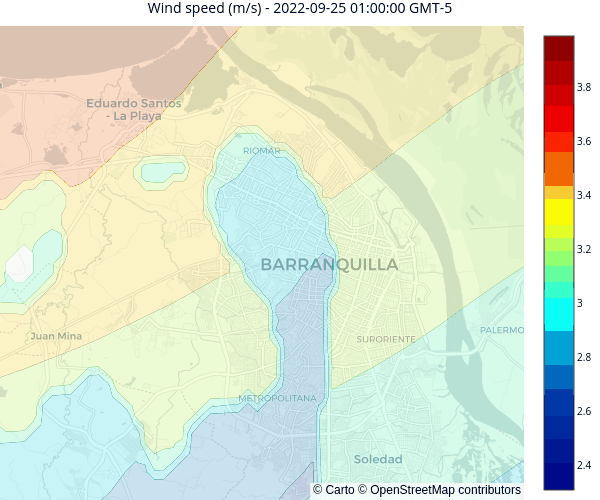 Wind speed (m/s) - 2022-09-25 01:00:00 GMT-5
Eduardo Santos
- La Playa
RIOMAR
BARRANQUILLA
Juan Mina
SURORIENTE
PALERMO
METROPOLITANA
Soledad
© Carto © OpenStreetMap contributors
3.8
3.6
3.4
3.2
3
2.8
2.6
2.4